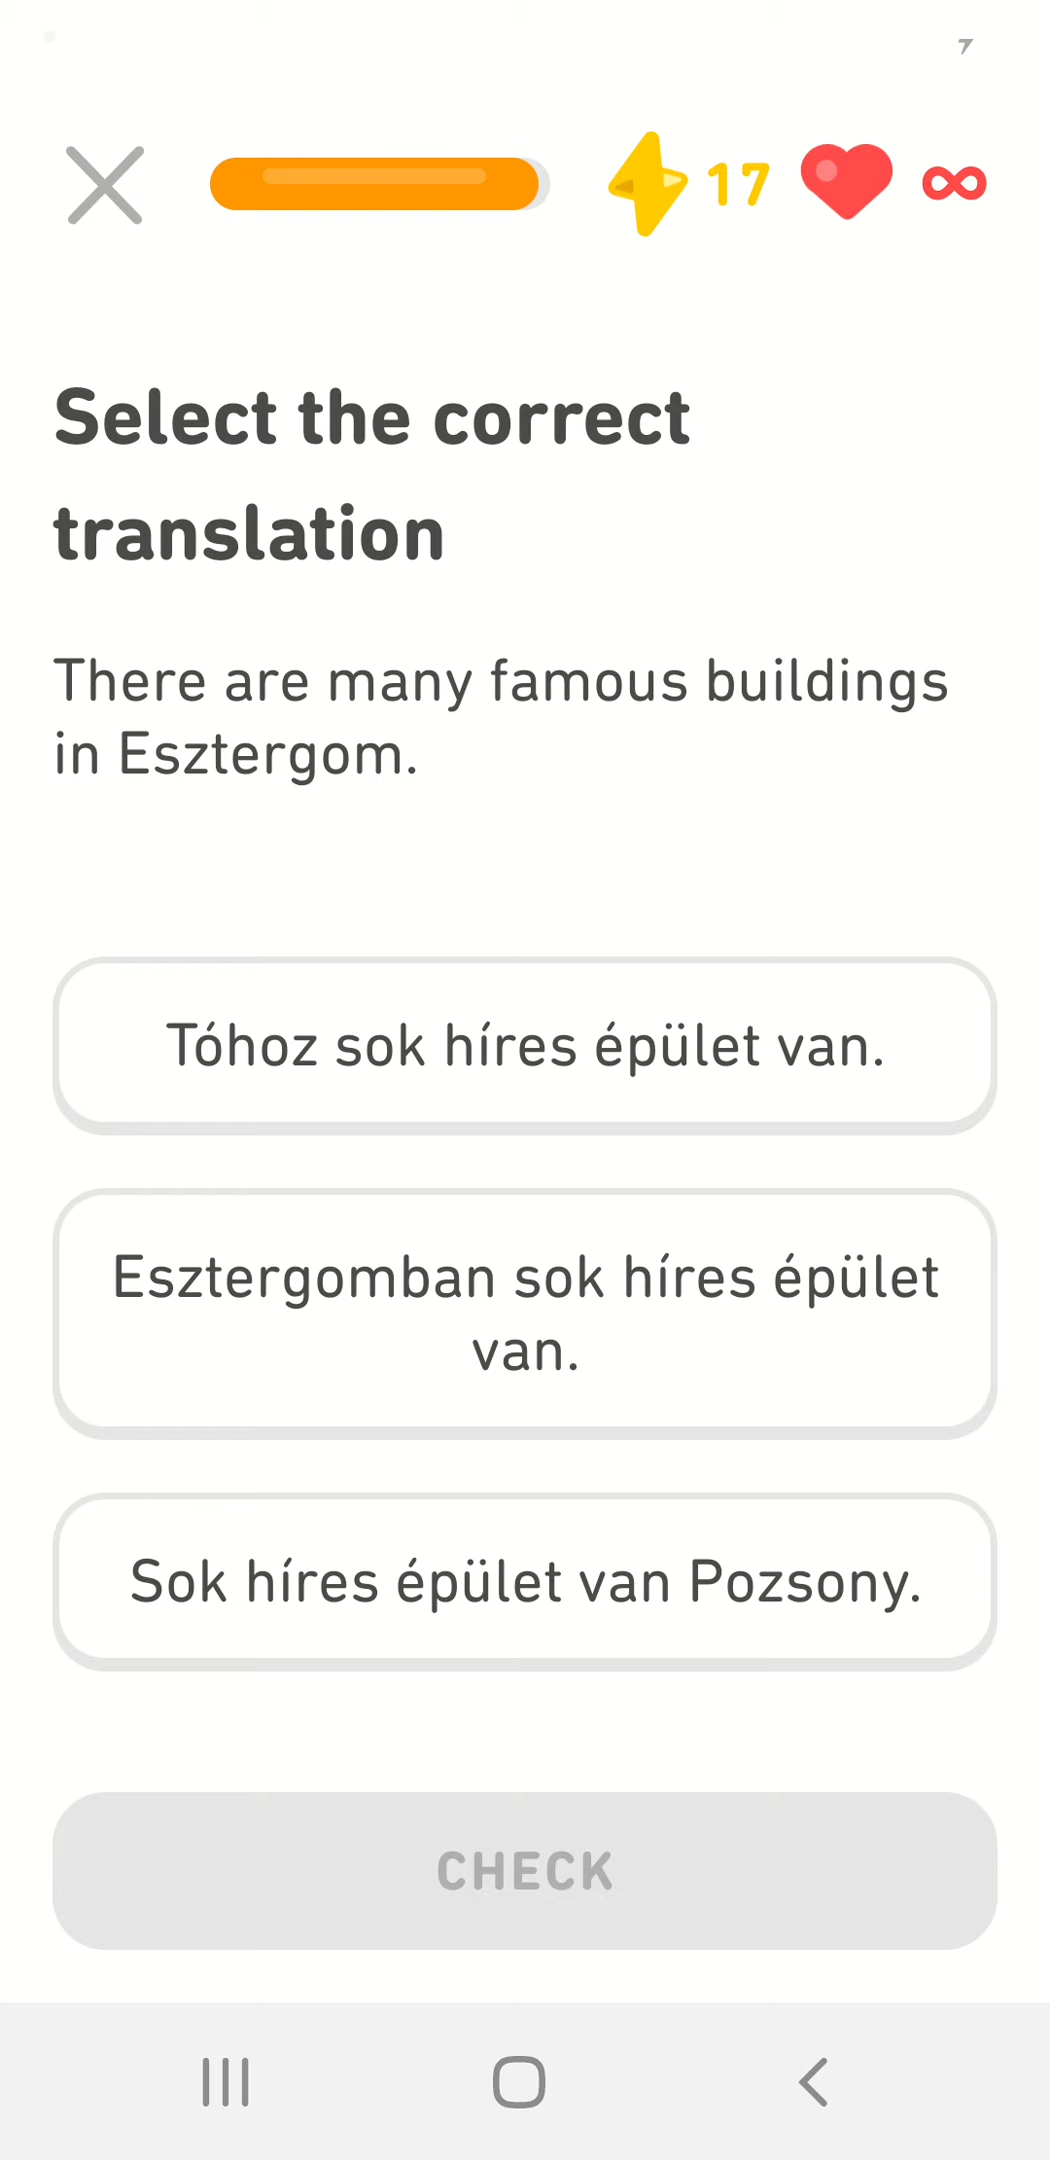 17
Select the correct
translation
There are many famous buildings
in Esztergom.
Tóhoz sok híres épület van.
Esztergomban sok híres épület
van.
Sok híres épület van Pozsony.
CHECK